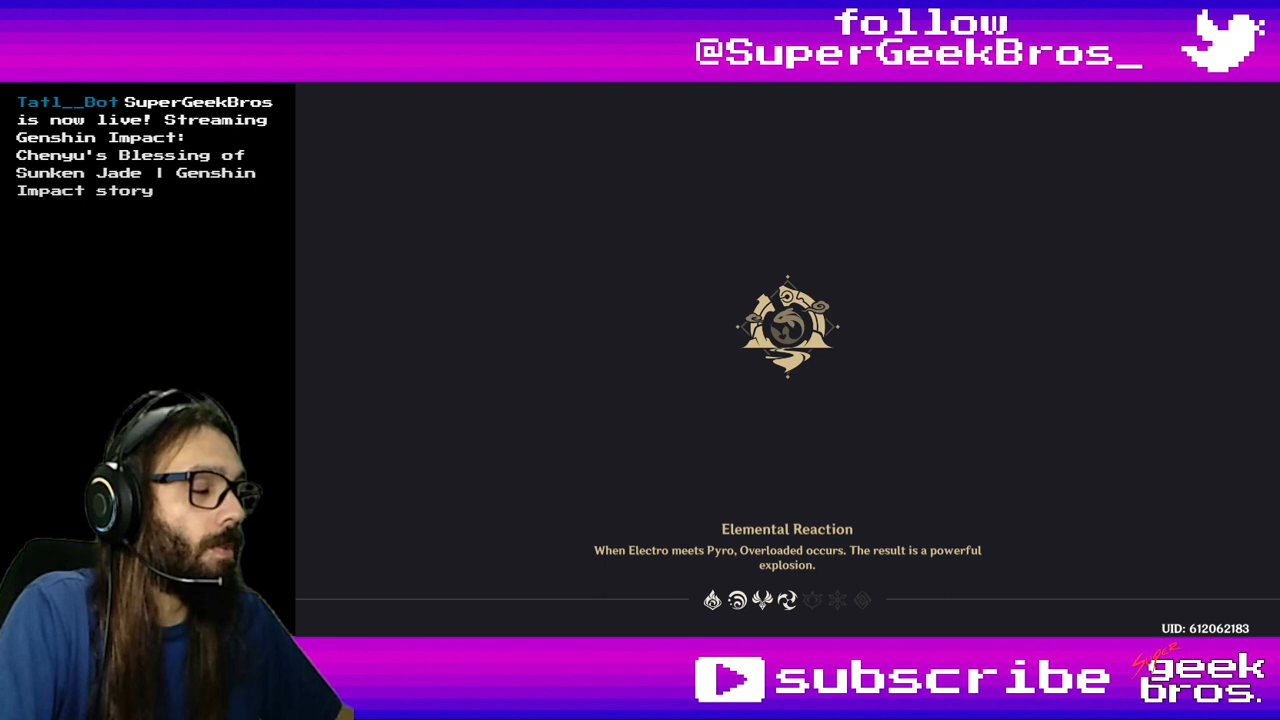 follow
@SuperGeekBros_
Tatl__Bot SuperGeekBros
is now live! Streaming
Genshin Impact:
Chenyu's Blessing of
Sunken Jade | Genshin
Impact story
Elemental Reaction
When Electro meets Pyro, Overloaded occurs. The result is a powerful
explosion.
UID: 612062183
subscribe
super
geek
bros.